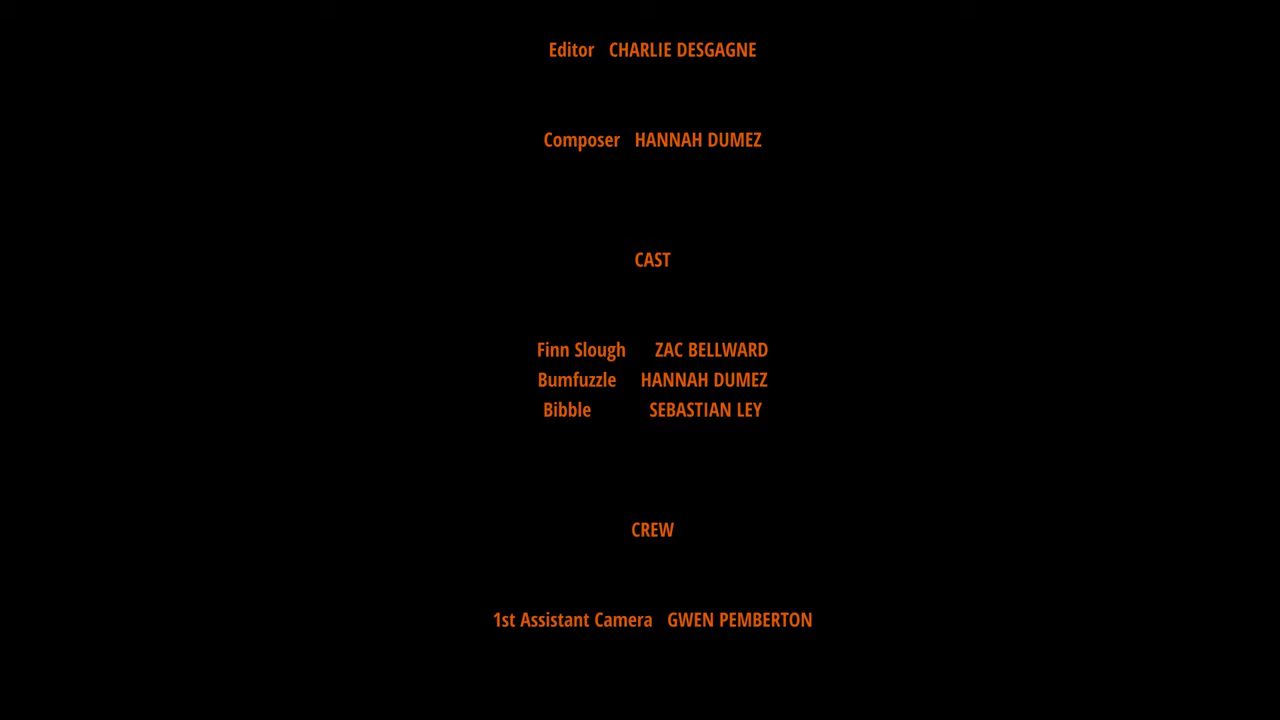 Editor CHARLIE DESGAGNE
Composer HANNAH DUMEZ
CAST
Finn Slough ZAC BELLWARD
Bumfuzzle HANNAH DUMEZ
Bibble SEBASTIAN LEY
CREW
1st Assistant Camera GWEN PEMBERTON